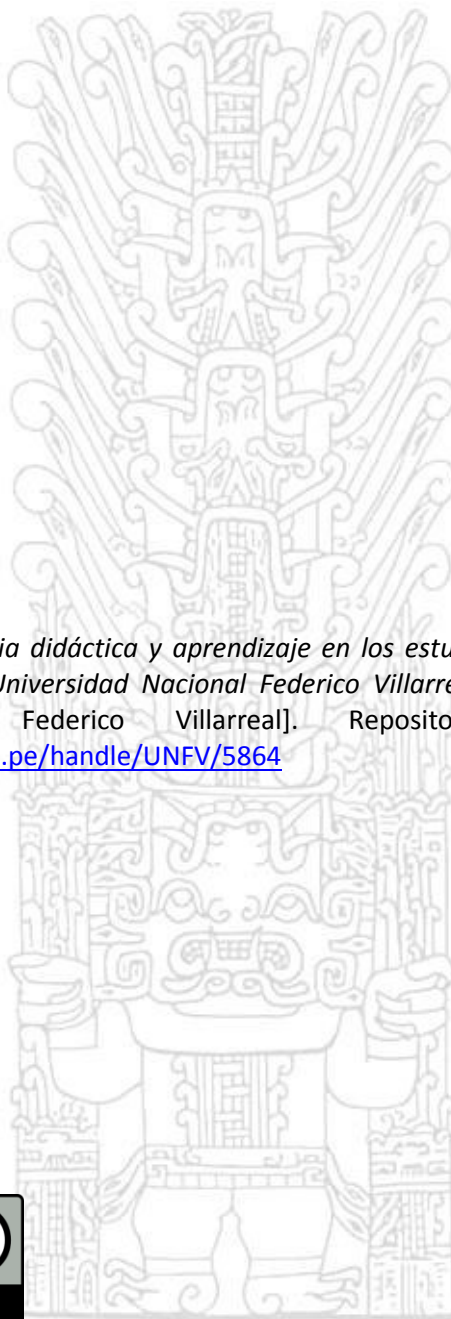 ia didáctica y aprendizaje en los estu
Universidad Nacional Federico Villarre
Federico Villarreal]. Reposito
.pe/handle/UNFV/5864